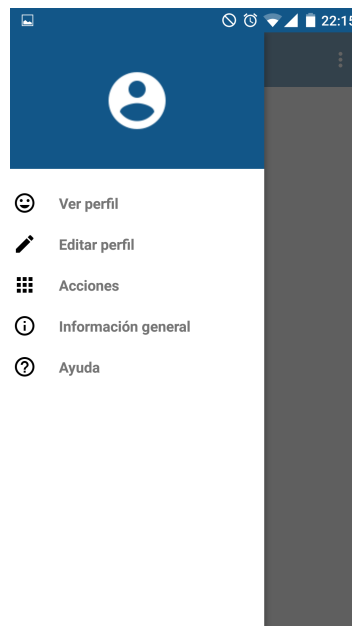 22:15
Ver perfil
Editar perfil
Acciones
Información general
Ayuda